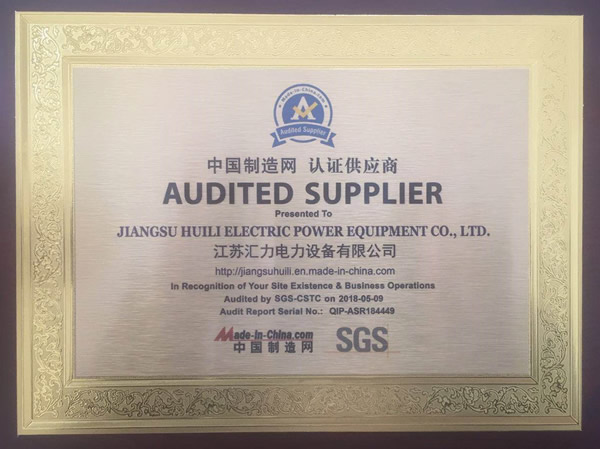 Made-in-China.com
A
Audited Supplier
中国制造网 认证供应商
AUDITED SUPPLIER
Presented To
JIANGSU HUILI ELECTRIC POWER EQUIPMENT CO., LTD.
江苏汇力电力设备有限公司
http://jiangsuhuili.en.made-in-china.com
In Recognition of Your Site Existence & Business Operations
Audited by SGS-CSTC on 2018-05-09
Audit Report Serial No.: QIP-ASR184449
Made-in-China.com
中国制造网
SGS